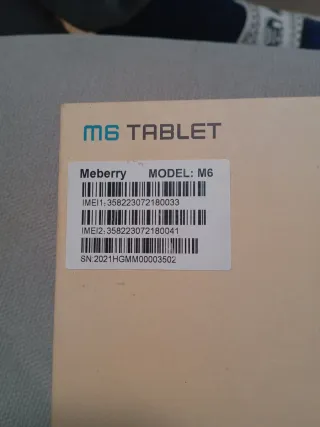 M6 TABLET
Meberry MODEL: M6
IMEI1:358223072180033
IMEI2:358223072180041
SN:2021HGMM00003502